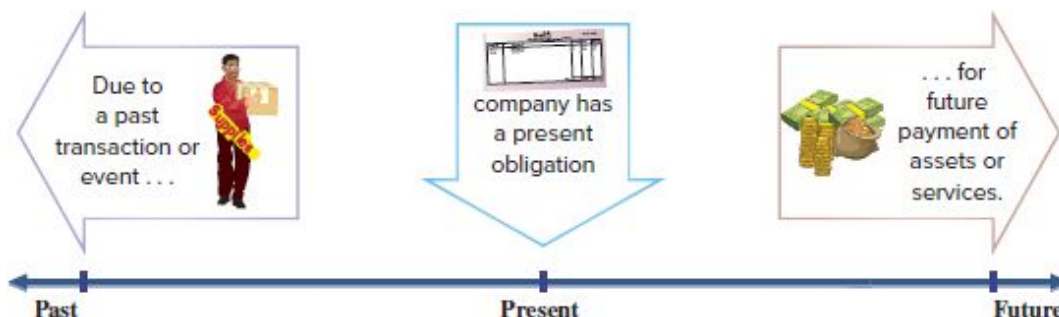 Due to
a past
transaction or
event . . .
Supplies
company has
a present
obligation
. . . for
future
payment of
assets or
services.
Past
Present
Future